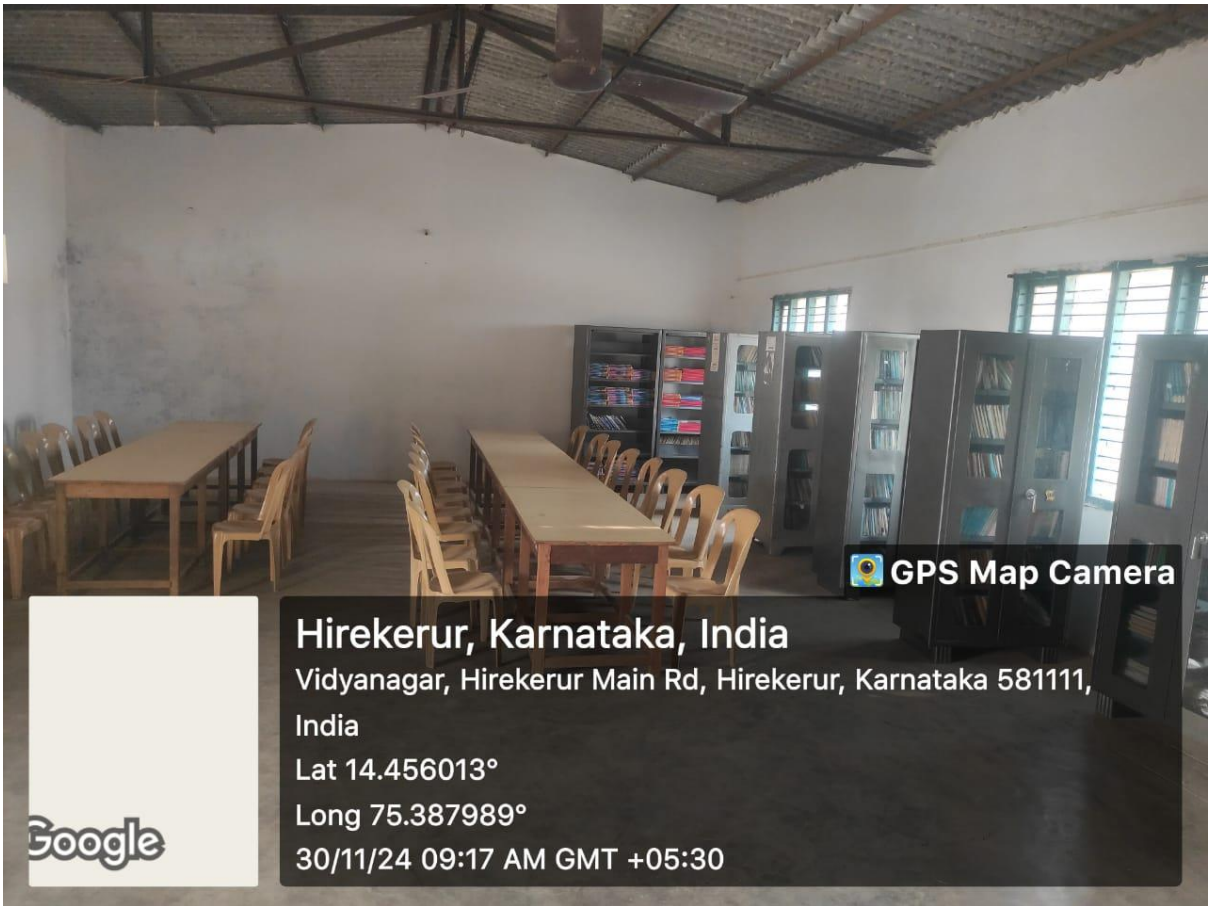 GPS Map Camera
Hirekerur, Karnataka, India
Vidyanagar, Hirekerur Main Rd, Hirekerur, Karnataka 581111,
India
Lat 14.456013°
Long 75.387989°
30/11/24 09:17 AM GMT +05:30
Google